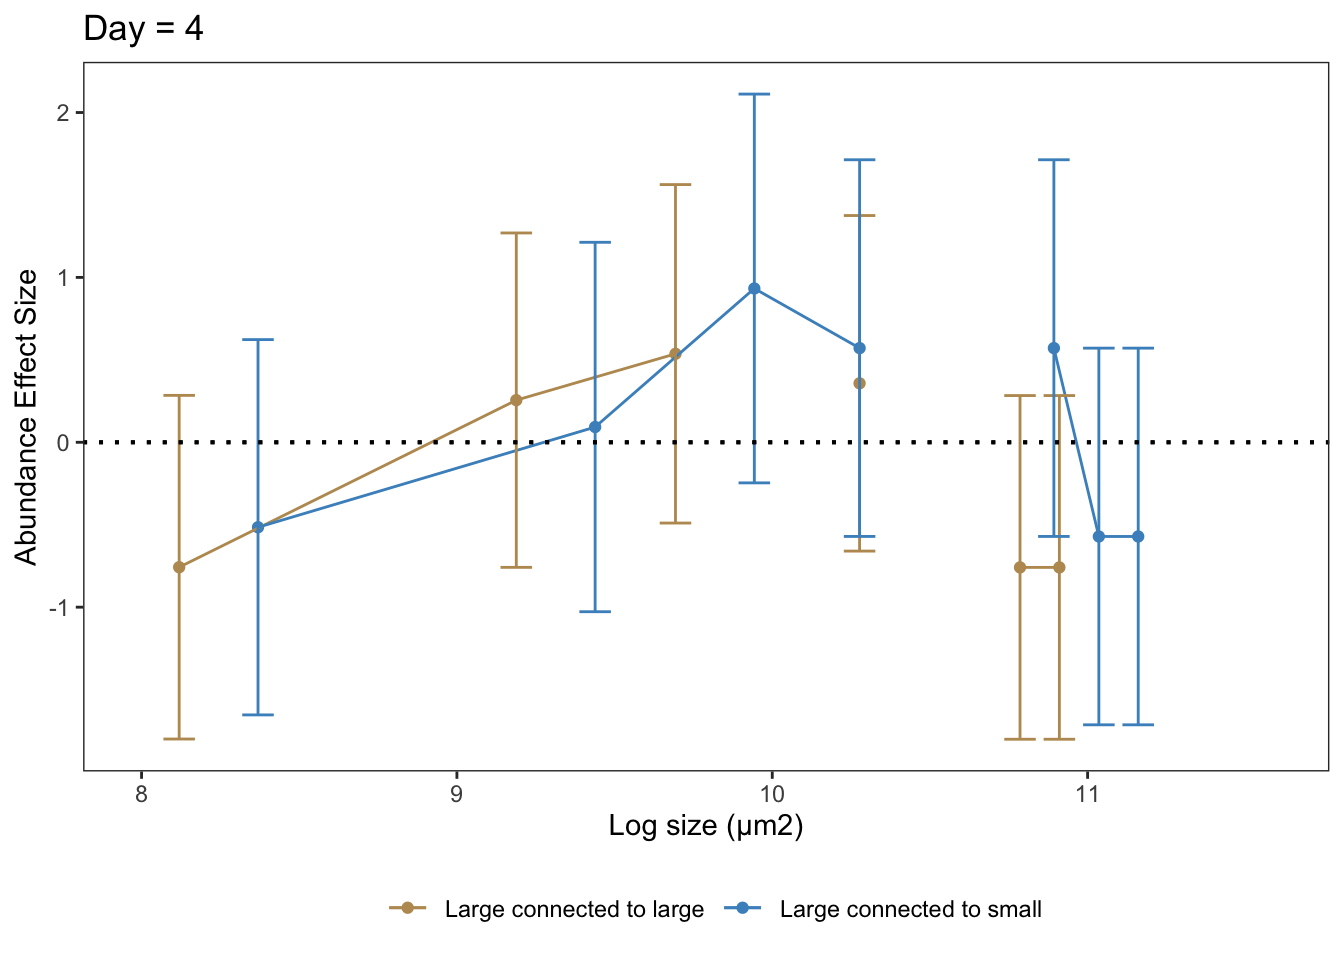 Day = 4
Abundance Effect Size
2
1
0
-1
8
9
10
11
Log size (µm2)
Large connected to large
Large connected to small